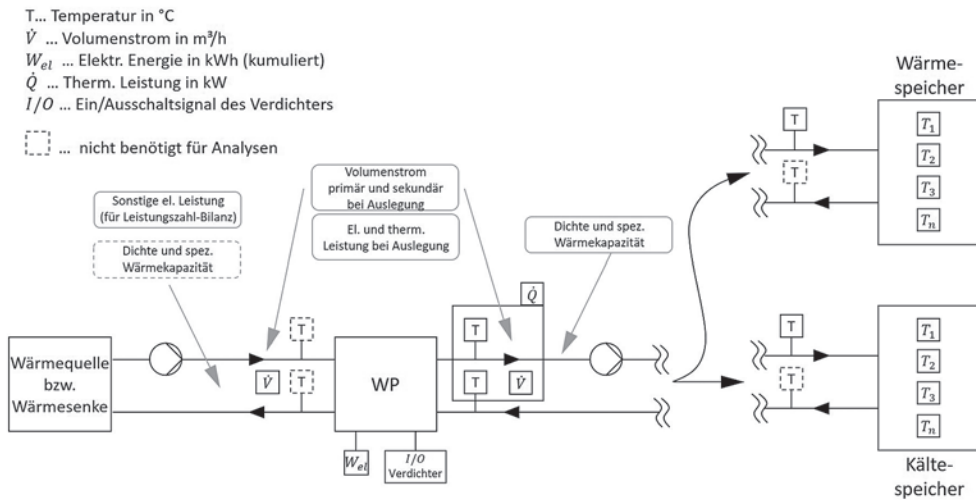 T... Temperatur in °C
V̇ ... Volumenstrom in m³/h
W_el ... Elektr. Energie in kWh (kumuliert)
Q̇ ... Therm. Leistung in kW
I/O ... Ein/Ausschaltsignal des Verdichters
... nicht benötigt für Analysen
Sonstige el. Leistung
(für Leistungszahl-Bilanz)
Dichte und spez.
Wärmekapazität
Volumenstrom
primär und sekundär
bei Auslegung
El. und therm.
Leistung bei Auslegung
Dichte und spez.
Wärmekapazität
Wärme-
speicher
T
T
T₁
T₂
T₃
Tₙ
Wärmequelle
bzw.
Wärmesenke
T
V̇
T
WP
W_el
I/O
Verdichter
Q̇
T
T
V̇
T
T
T₁
T₂
T₃
Tₙ
Kälte-
speicher